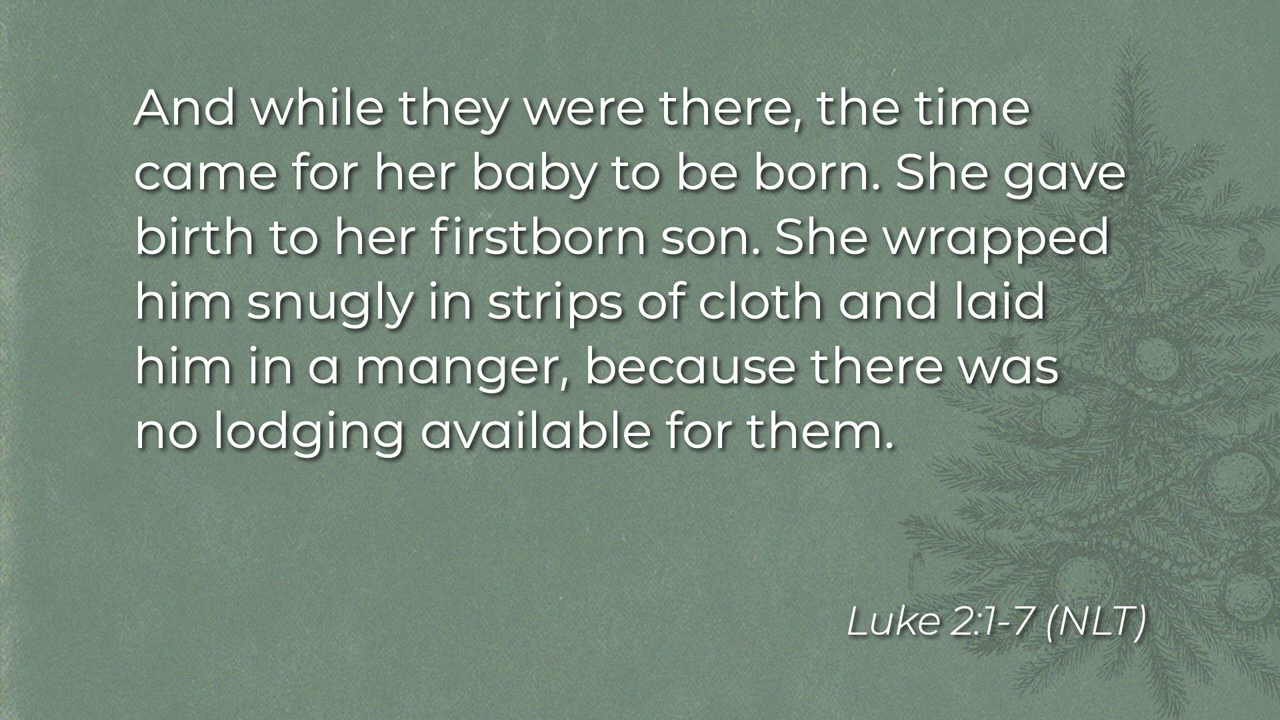 And while they were there, the time
came for her baby to be born. She gave
birth to her firstborn son. She wrapped
him snugly in strips of cloth and laid
him in a manger, because there was
no lodging available for them.
Luke 2:1-7 (NLT)